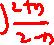 ∫ 2+n / 2-n